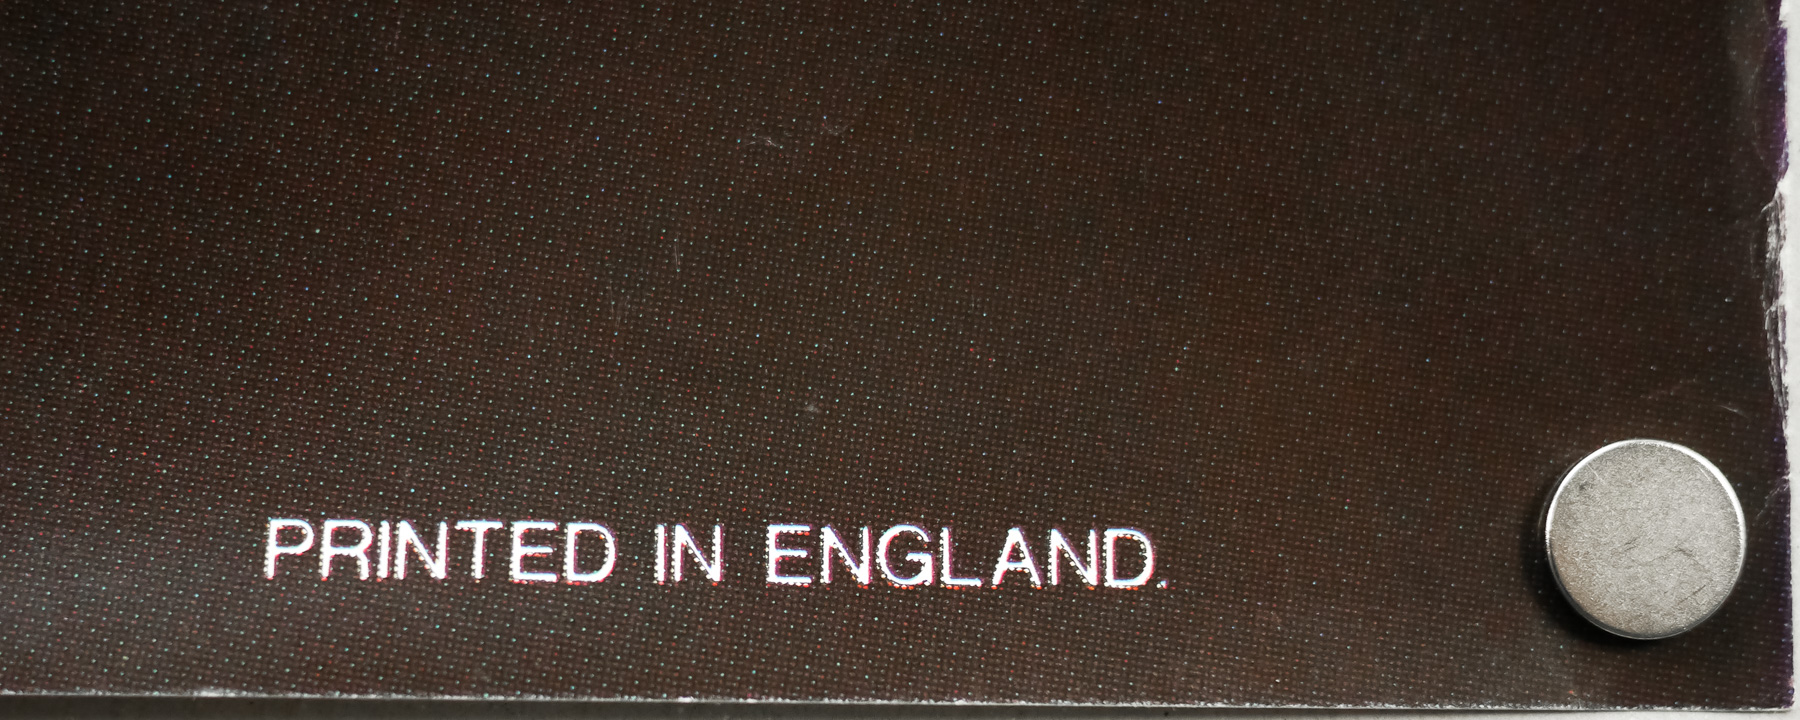 PRINTED IN ENGLAND.